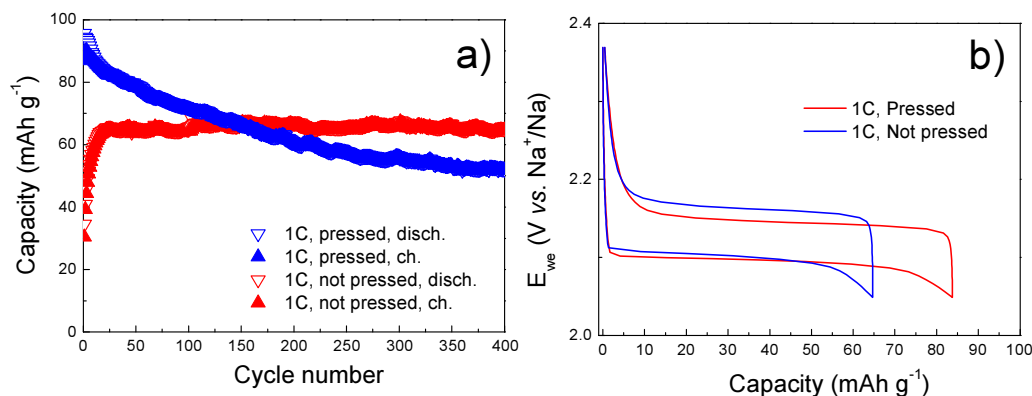 a)
100
80
60
40
20
0
Capacity (mAh g⁻¹)
1C, pressed, disch.
1C, pressed, ch.
1C, not pressed, disch.
1C, not pressed, ch.
0 50 100 150 200 250 300 350 400
Cycle number
b)
2.4
2.2
2.0
E_we (V vs. Na⁺/Na)
1C, Pressed
1C, Not pressed
0 10 20 30 40 50 60 70 80 90 100
Capacity (mAh g⁻¹)